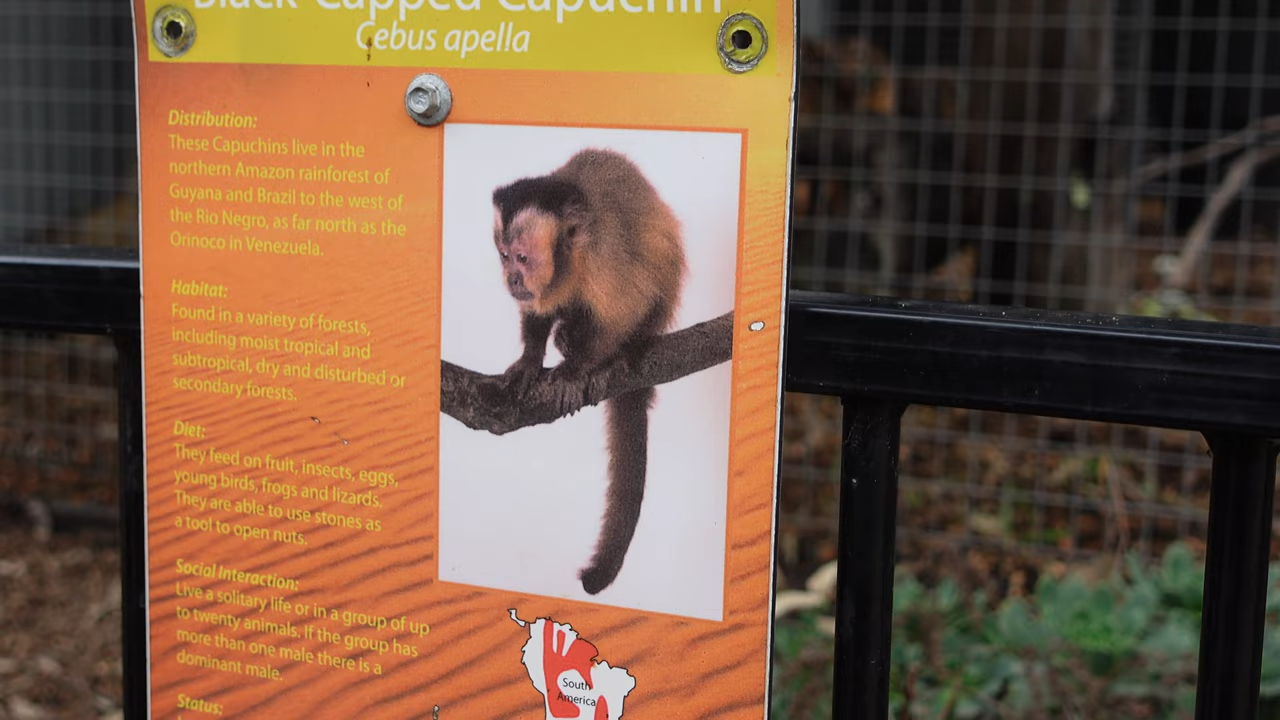 Black-Capped Capuchin
Cebus apella
Distribution:
These Capuchins live in the
northern Amazon rainforest of
Guyana and Brazil to the west of
the Rio Negro, as far north as the
Orinoco in Venezuela.
Habitat:
Found in a variety of forests,
including moist tropical and
subtropical, dry and disturbed or
secondary forests.
Diet:
They feed on fruit, insects, eggs,
young birds, frogs and lizards.
They are able to use stones as
a tool to open nuts.
Social Interaction:
Live a solitary life or in a group of up
to twenty animals. If the group has
more than one male there is a
dominant male.
Status:
South
America